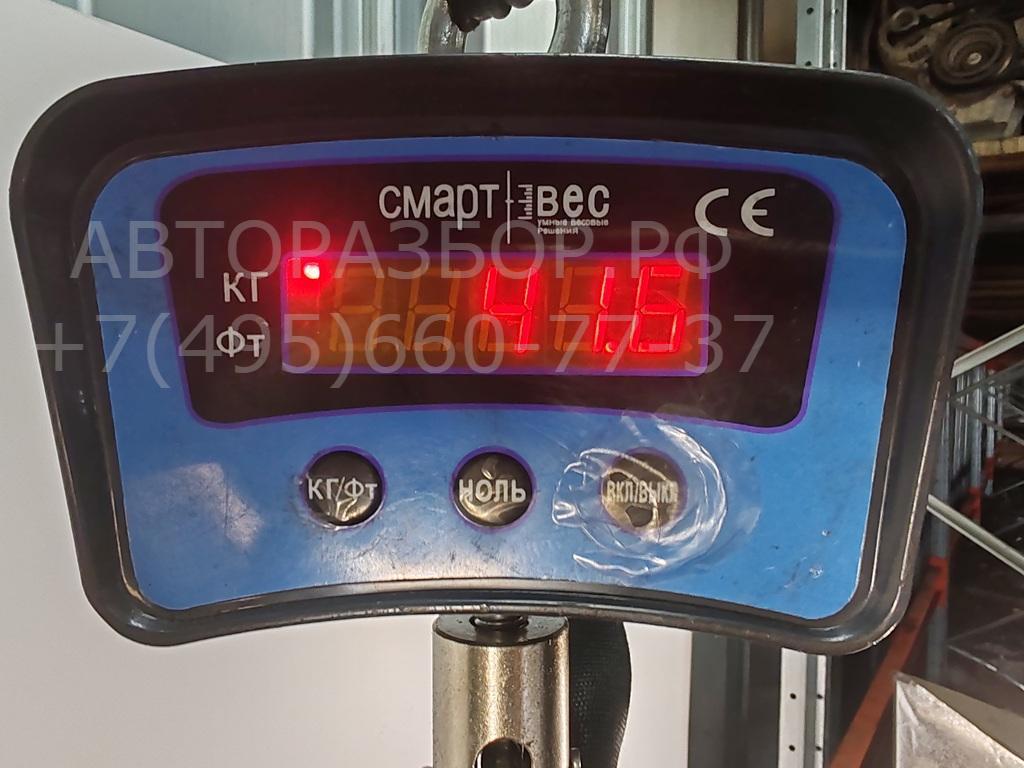 смарт вес
умные весовые
решения
CE
АВТОРАЗБОР.РФ
КГ
41.6
ФТ
+7(495)660-77-37
КГ/ФТ НОЛЬ ВКЛ/ВЫКЛ